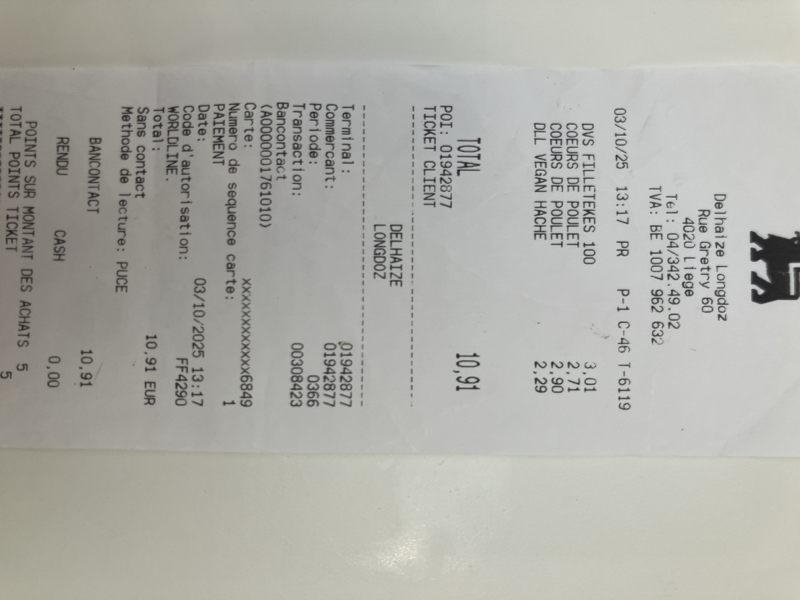 Delhaize Longdoz
Rue Gretry 60
4020 Liege
Tel: 04/342.49.02
TVA: BE 1007 962 632
03/10/25 13:17 PR P-1 C-46 T-6119
DVS FILLETEKES 100 3,01
COEURS DE POULET 2,71
COEURS DE POULET 2,90
DLL VEGAN HACHE 2,29
TOTAL 10,91
POI: 01942877
TICKET CLIENT
DELHAIZE
LONGDOZ
Terminal: 01942877
Commercant: 01942877
Periode: 0366
Transaction: 00308423
Bancontact
(A0000001761010)
Carte: xxxxxxxxxxxxx6849
Numero de sequence carte: 1
PAIEMENT
Date: 03/10/2025 13:17
Code d'autorisation: FF4290
WORLDLINE.
Total: 10,91 EUR
Sans contact
Methode de lecture: PUCE
BANCONTACT 10,91
RENDU CASH 0,00
POINTS SUR MONTANT DES ACHATS 5
TOTAL POINTS TICKET 5